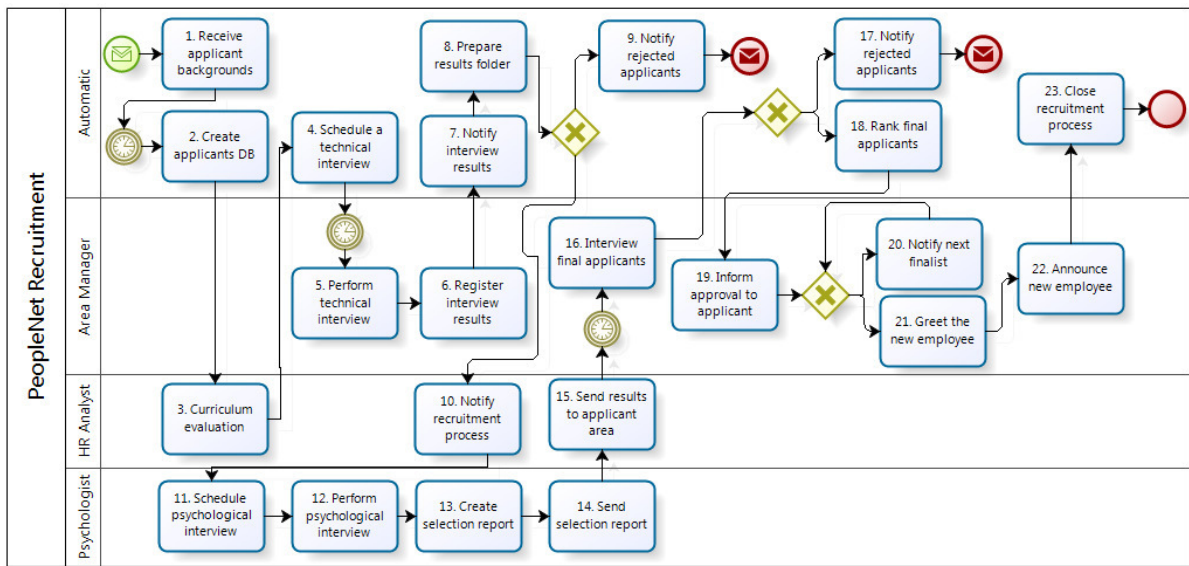 PeopleNet Recruitment
Automatic
Area Manager
HR Analyst
Psychologist
1. Receive
applicant
backgrounds
2. Create
applicants DB
3. Curriculum
evaluation
4. Schedule a
technical
interview
5. Perform
technical
interview
6. Register
interview
results
7. Notify
interview
results
8. Prepare
results folder
9. Notify
rejected
applicants
10. Notify
recruitment
process
11. Schedule
psychological
interview
12. Perform
psychological
interview
13. Create
selection report
14. Send
selection report
15. Send results
to applicant
area
16. Interview
final applicants
17. Notify
rejected
applicants
18. Rank final
applicants
19. Inform
approval to
applicant
20. Notify next
finalist
21. Greet the
new employee
22. Announce
new employee
23. Close
recruitment
process